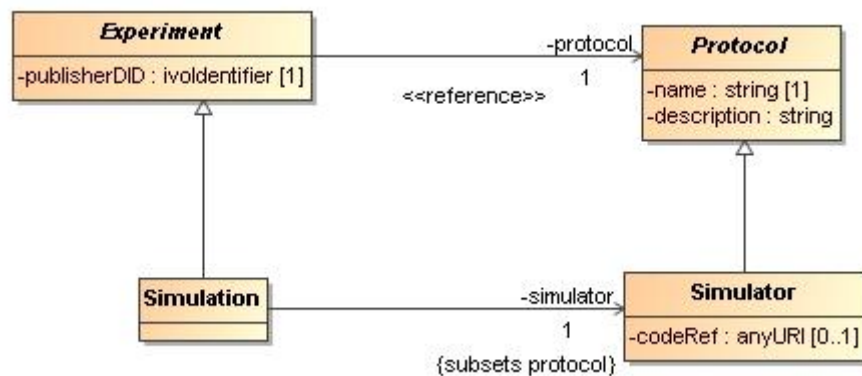 Experiment
-publisherDID : ivoIdentifier [1]
-protocol
1
<<reference>>
Protocol
-name : string [1]
-description : string
Simulation
-simulator
1
{subsets protocol}
Simulator
-codeRef : anyURI [0..1]